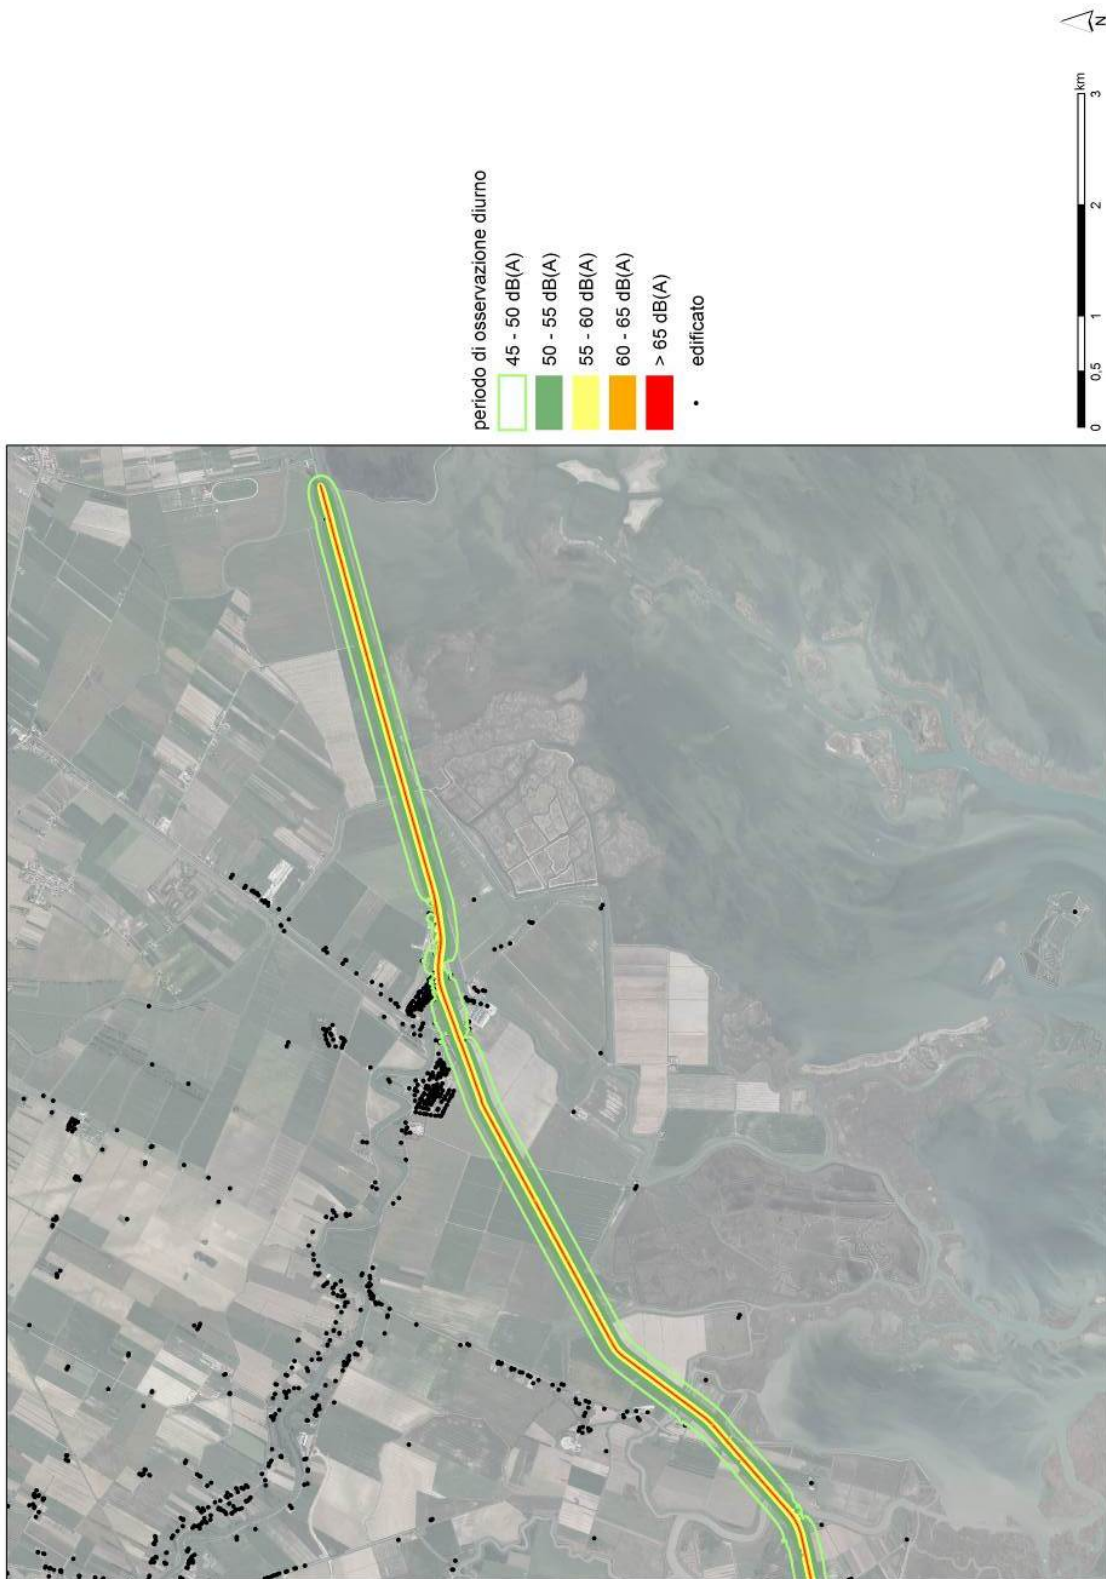 periodo di osservazione diurno
45 - 50 dB(A)
50 - 55 dB(A)
55 - 60 dB(A)
60 - 65 dB(A)
> 65 dB(A)
edificato
km
0 0.5 1 2 3
N